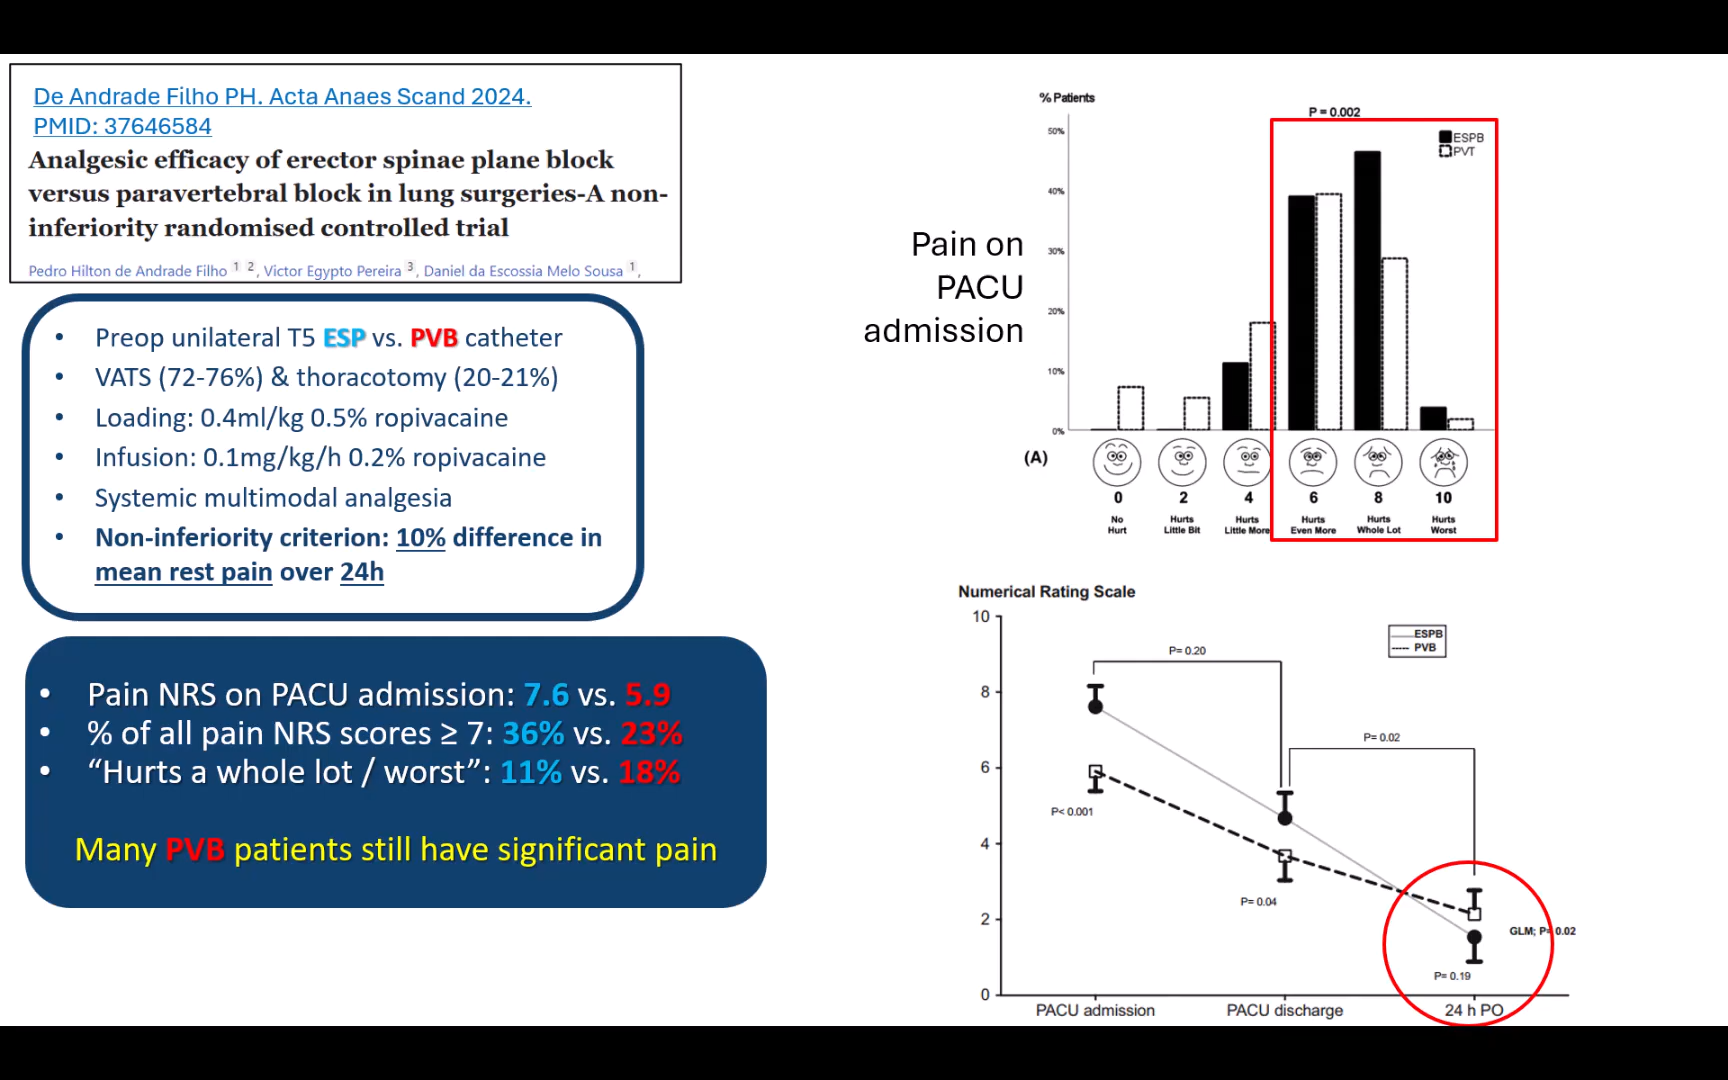 De Andrade Filho PH. Acta Anaes Scand 2024.
PMID: 37646584
Analgesic efficacy of erector spinae plane block
versus paravertebral block in lung surgeries-A non-
inferiority randomised controlled trial
Pedro Hilton de Andrade Filho 1 2, Victor Egypto Pereira 3, Daniel da Escossia Melo Sousa 1,
• Preop unilateral T5 ESP vs. PVB catheter
• VATS (72-76%) & thoracotomy (20-21%)
• Loading: 0.4ml/kg 0.5% ropivacaine
• Infusion: 0.1mg/kg/h 0.2% ropivacaine
• Systemic multimodal analgesia
• Non-inferiority criterion: 10% difference in
mean rest pain over 24h
• Pain NRS on PACU admission: 7.6 vs. 5.9
• % of all pain NRS scores ≥ 7: 36% vs. 23%
• “Hurts a whole lot / worst”: 11% vs. 18%
Many PVB patients still have significant pain
Pain on
PACU
admission
% Patients
P = 0.002
ESPB
PVT
50%
40%
30%
20%
10%
0%
(A)
0 2 4 6 8 10
No Hurt
Hurts Little Bit
Hurts Little More
Hurts Even More
Hurts Whole Lot
Hurts Worst
Numerical Rating Scale
ESPB
PVB
10
8
6
4
2
0
P= 0.20
P= 0.02
P< 0.001
P= 0.04
GLM; P= 0.02
P= 0.19
PACU admission PACU discharge 24 h PO